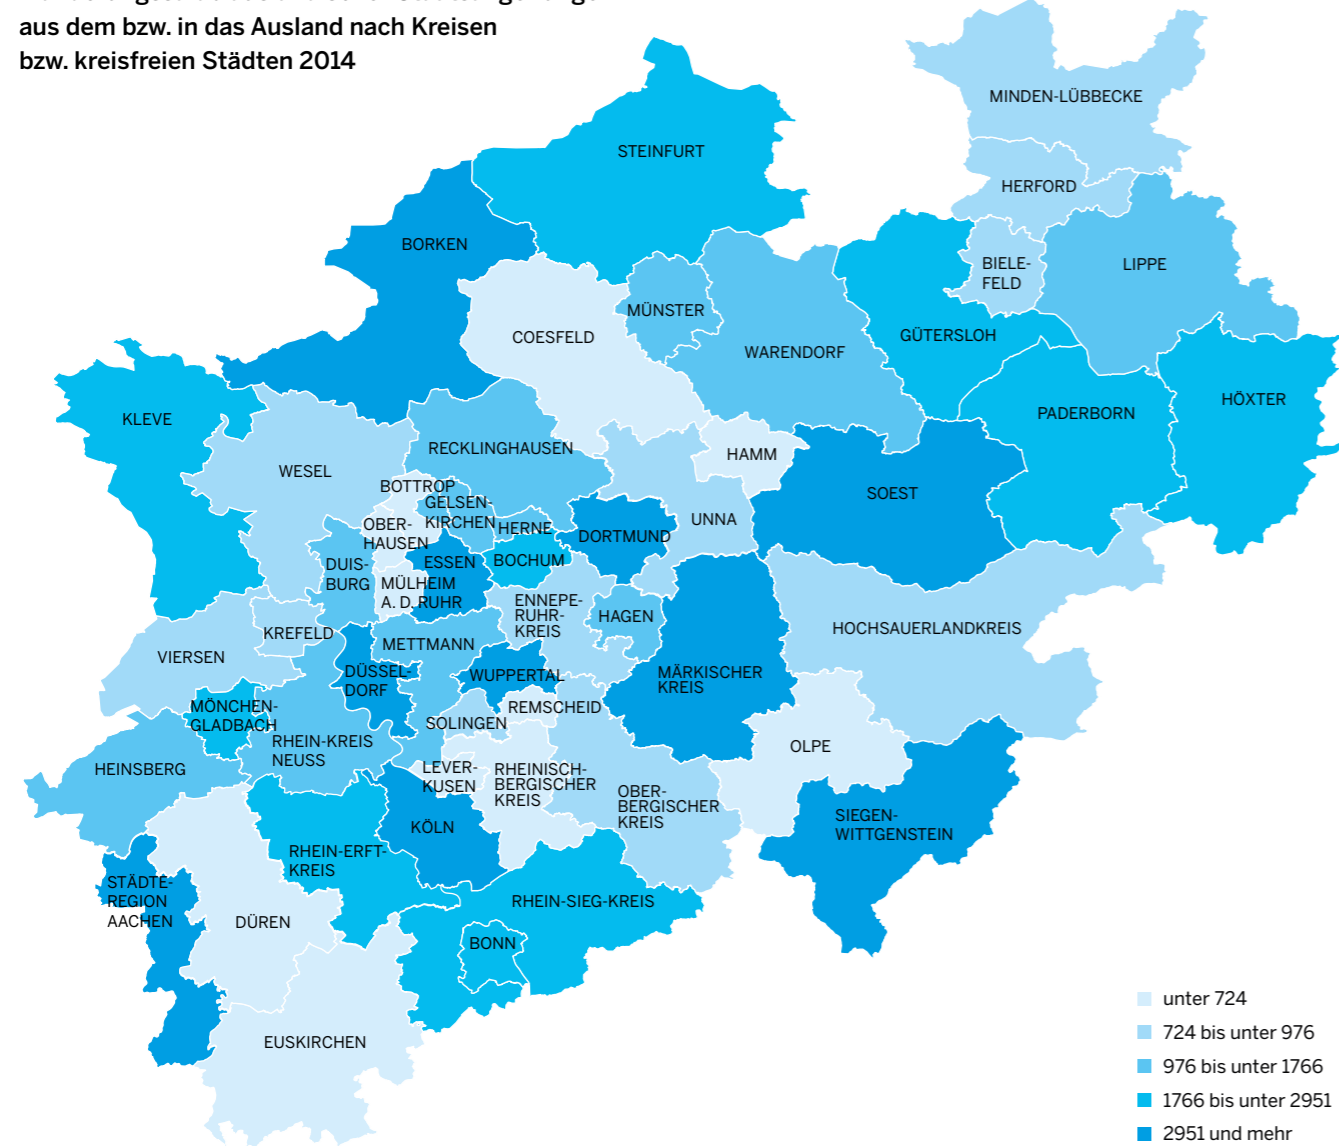 aus dem bzw. in das Ausland nach Kreisen
bzw. kreisfreien Städten 2014
MINDEN-LÜBBECKE
STEINFURT
HERFORD
BORKEN
BIELE-
FELD
LIPPE
MÜNSTER
COESFELD
GÜTERSLOH
WARENDORF
HÖXTER
KLEVE
PADERBORN
RECKLINGHAUSEN
HAMM
WESEL
BOTTROP
SOEST
GELSEN-
KIRCHEN
OBER-
HAUSEN
HERNE
DORTMUND
UNNA
DUIS-
BURG
ESSEN
BOCHUM
MÜLHEIM
A. D. RUHR
ENNEPE-
RUHR-
KREIS
HAGEN
KREFELD
METTMANN
HOCHSAUERLANDKREIS
VIERSEN
DÜSSEL-
DORF
WUPPERTAL
MÄRKISCHER
KREIS
MÖNCHEN-
GLADBACH
REMSCHEID
SOLINGEN
RHEIN-KREIS
NEUSS
OLPE
HEINSBERG
LEVER-
KUSEN
RHEINISCH-
BERGISCHER
KREIS
OBER-
BERGISCHER
KREIS
KÖLN
SIEGEN-
WITTGENSTEIN
RHEIN-ERFT-
KREIS
STÄDTE-
REGION
AACHEN
RHEIN-SIEG-KREIS
DÜREN
BONN
EUSKIRCHEN
unter 724
724 bis unter 976
976 bis unter 1766
1766 bis unter 2951
2951 und mehr